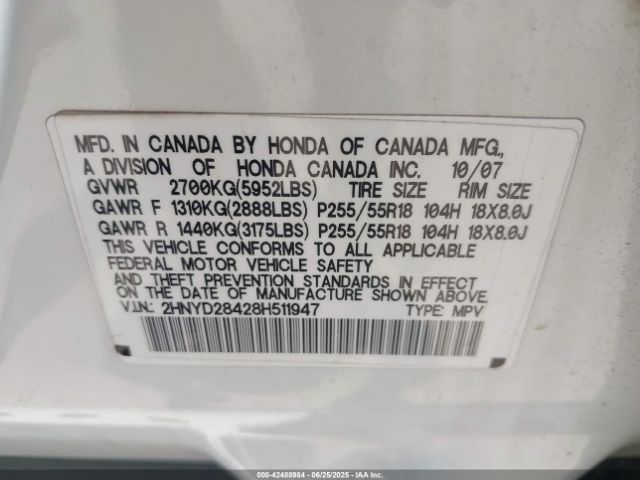 MFD. IN CANADA BY HONDA OF CANADA MFG.,
A DIVISION OF HONDA CANADA INC. 10/07
GVWR 2700KG(5952LBS) TIRE SIZE RIM SIZE
GAWR F 1310KG(2888LBS) P255/55R18 104H 18X8.0J
GAWR R 1440KG(3175LBS) P255/55R18 104H 18X8.0J
THIS VEHICLE CONFORMS TO ALL APPLICABLE
FEDERAL MOTOR VEHICLE SAFETY
AND THEFT PREVENTION STANDARDS IN EFFECT
ON THE DATE OF MANUFACTURE SHOWN ABOVE.
V.I.N.: 2HNYD28428H511947 TYPE: MPV
000-42488964 - 06/25/2025 - IAA Inc.